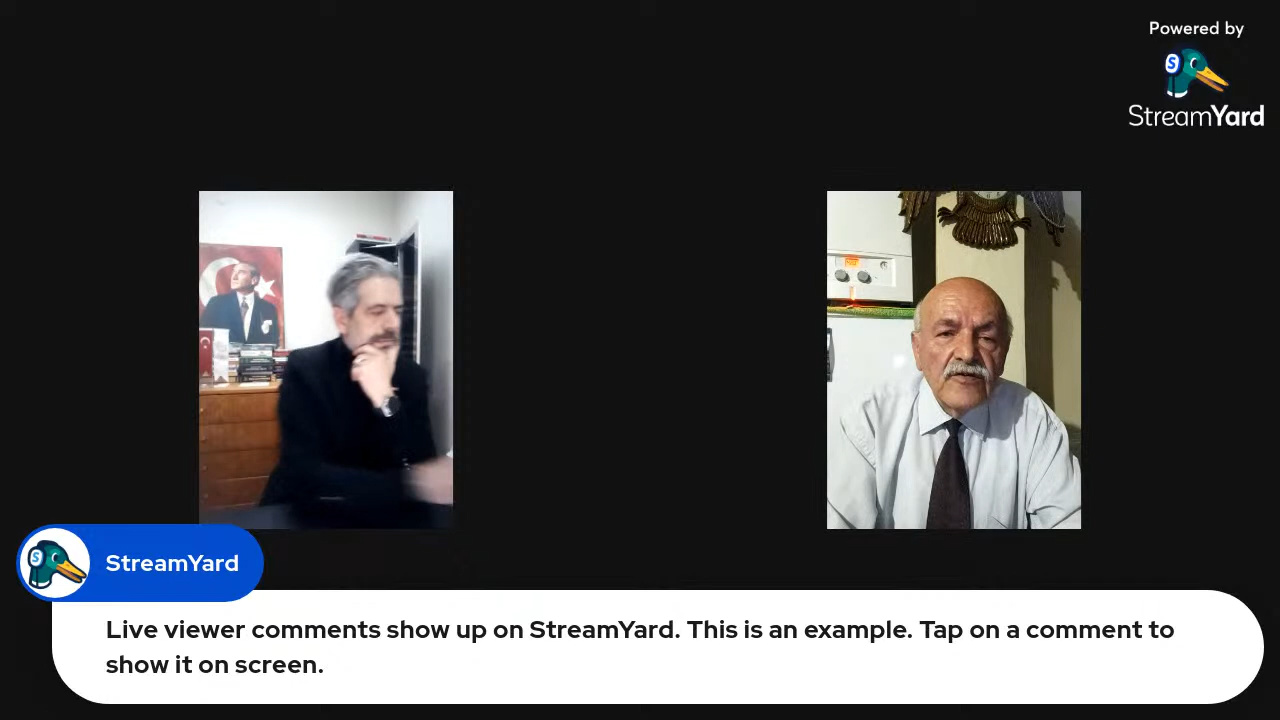 Powered by
StreamYard
StreamYard
Live viewer comments show up on StreamYard. This is an example. Tap on a comment to
show it on screen.